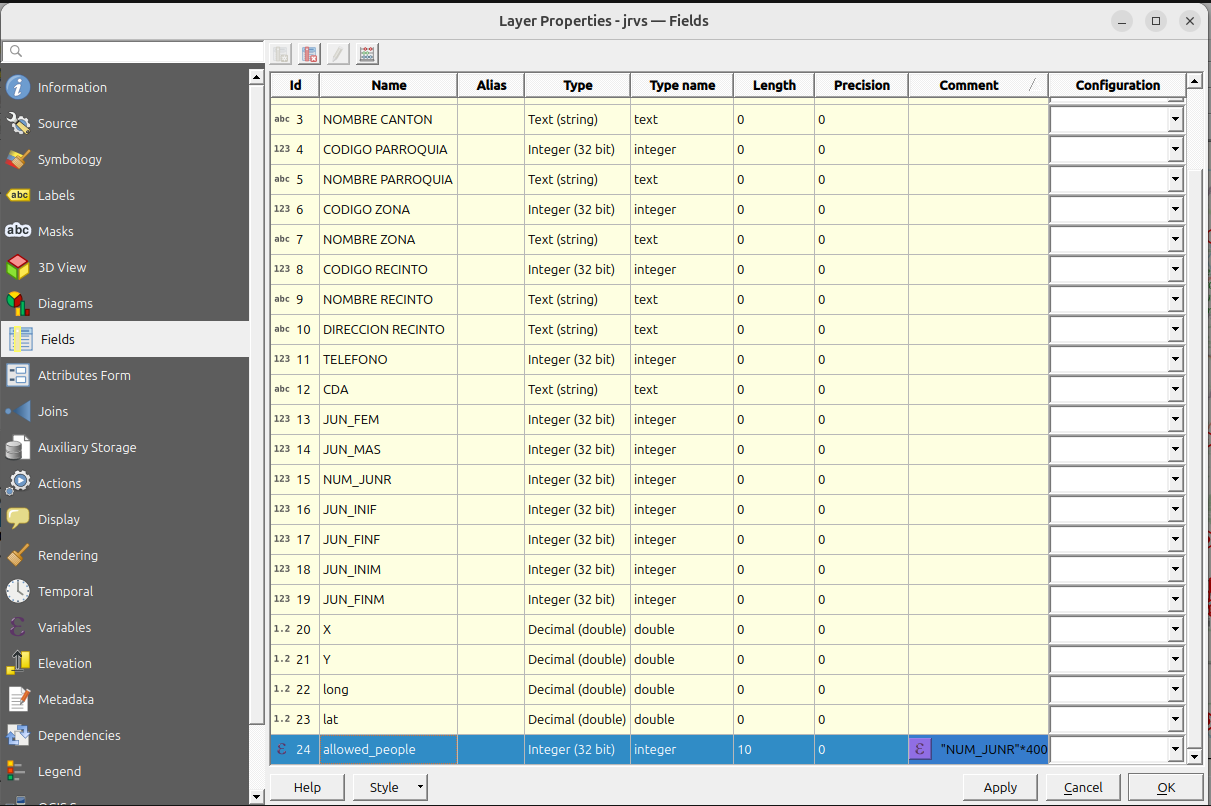 Layer Properties - jrvs — Fields
Information
Source
Symbology
Labels
Masks
3D View
Diagrams
Fields
Attributes Form
Joins
Auxiliary Storage
Actions
Display
Rendering
Temporal
Variables
Elevation
Metadata
Dependencies
Legend
Id Name Alias Type Type name Length Precision Comment Configuration
abc 3 NOMBRE CANTON Text (string) text 0 0
123 4 CODIGO PARROQUIA Integer (32 bit) integer 0 0
abc 5 NOMBRE PARROQUIA Text (string) text 0 0
123 6 CODIGO ZONA Integer (32 bit) integer 0 0
abc 7 NOMBRE ZONA Text (string) text 0 0
123 8 CODIGO RECINTO Integer (32 bit) integer 0 0
abc 9 NOMBRE RECINTO Text (string) text 0 0
abc 10 DIRECCION RECINTO Text (string) text 0 0
123 11 TELEFONO Integer (32 bit) integer 0 0
abc 12 CDA Text (string) text 0 0
123 13 JUN_FEM Integer (32 bit) integer 0 0
123 14 JUN_MAS Integer (32 bit) integer 0 0
123 15 NUM_JUNR Integer (32 bit) integer 0 0
123 16 JUN_INIF Integer (32 bit) integer 0 0
123 17 JUN_FINF Integer (32 bit) integer 0 0
123 18 JUN_INIM Integer (32 bit) integer 0 0
123 19 JUN_FINM Integer (32 bit) integer 0 0
1.2 20 X Decimal (double) double 0 0
1.2 21 Y Decimal (double) double 0 0
1.2 22 long Decimal (double) double 0 0
1.2 23 lat Decimal (double) double 0 0
ε 24 allowed_people Integer (32 bit) integer 10 0 ε "NUM_JUNR"*400
Help Style Apply Cancel OK